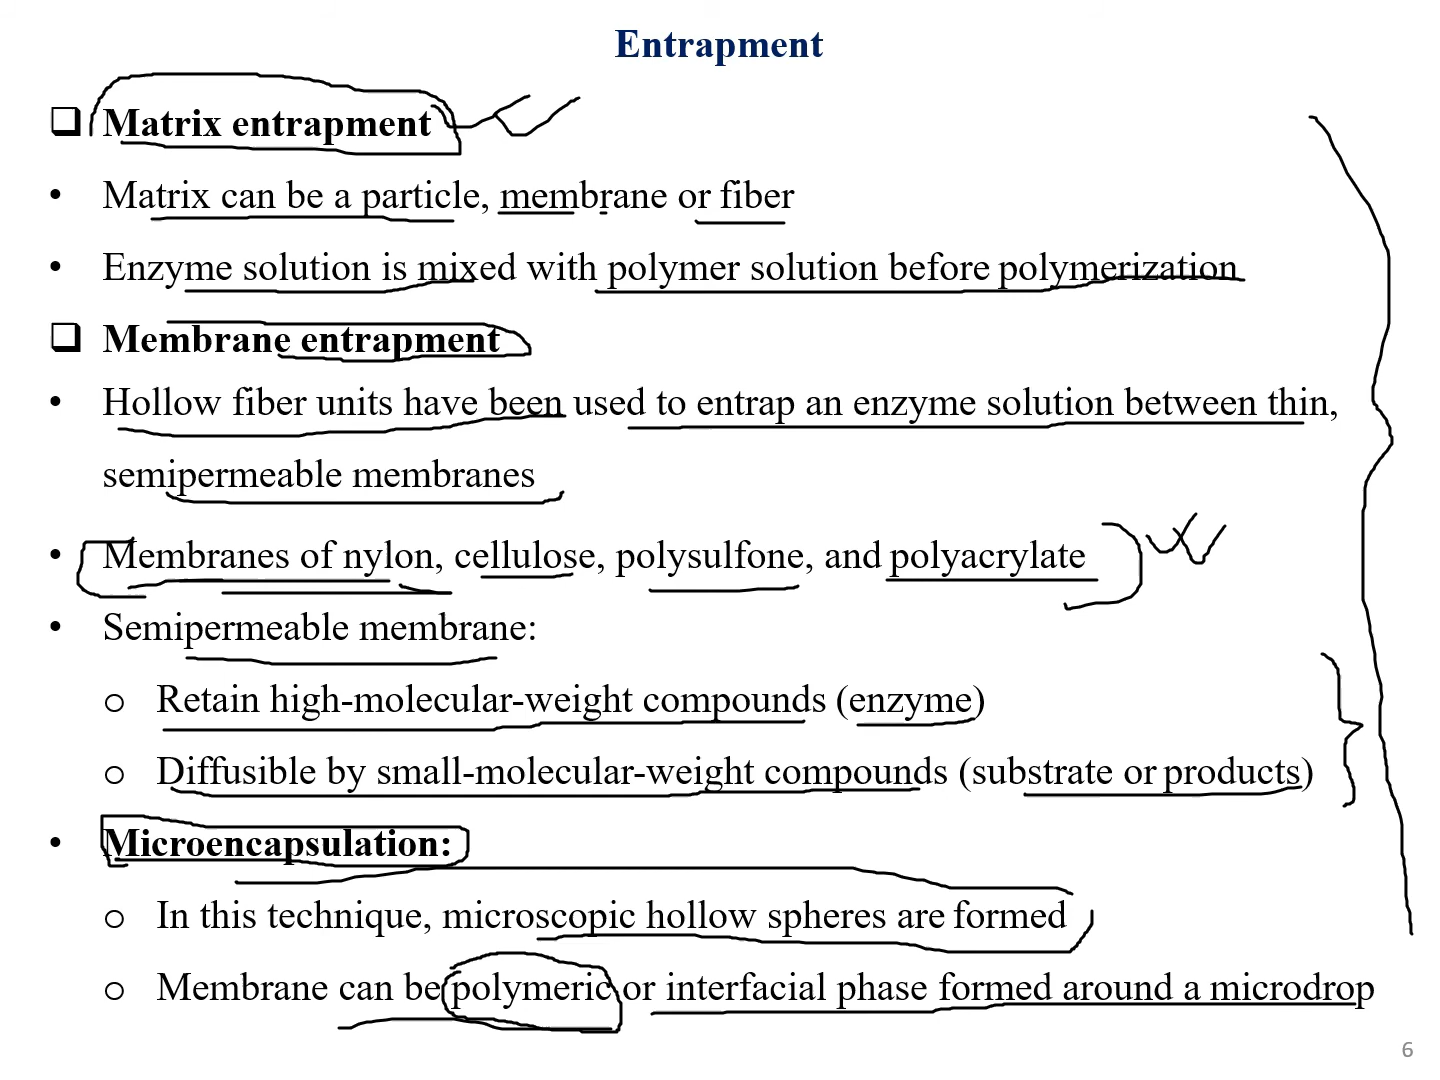 Entrapment
❑ Matrix entrapment
• Matrix can be a particle, membrane or fiber
• Enzyme solution is mixed with polymer solution before polymerization
❑ Membrane entrapment
• Hollow fiber units have been used to entrap an enzyme solution between thin,
semipermeable membranes
• Membranes of nylon, cellulose, polysulfone, and polyacrylate
• Semipermeable membrane:
o Retain high-molecular-weight compounds (enzyme)
o Diffusible by small-molecular-weight compounds (substrate or products)
• Microencapsulation:
o In this technique, microscopic hollow spheres are formed
o Membrane can be polymeric or interfacial phase formed around a microdrop
6